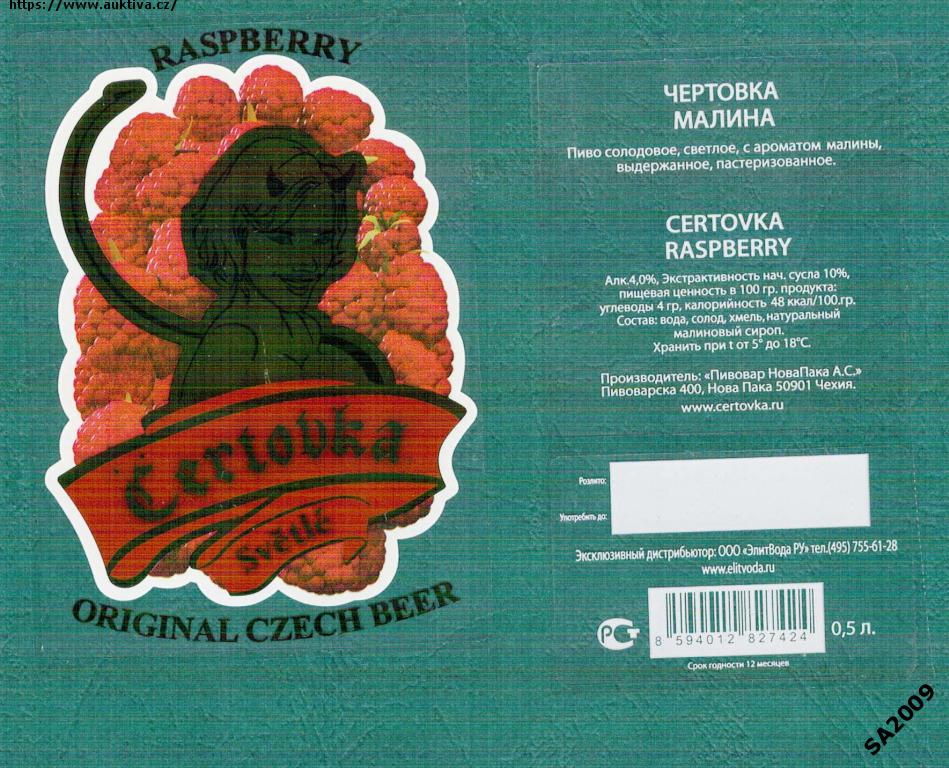 https://www.auktiva.cz/
RASPBERRY
Čertovka
Světlé
ORIGINAL CZECH BEER
ЧЕРТОВКА
МАЛИНА
Пиво солодовое, светлое, с ароматом малины,
выдержанное, пастеризованное.
CERTOVKA
RASPBERRY
Алк.4,0%, Экстрактивность нач. сусла 10%,
пищевая ценность в 100 гр. продукта:
углеводы 4 гр, калорийность 48 ккал/100.гр.
Состав: вода, солод, хмель, натуральный
малиновый сироп.
Хранить при t от 5° до 18°С.
Производитель: «Пивовар НоваПака А.С.»
Пивоварска 400, Нова Пака 50901 Чехия.
www.certovka.ru
Розлито:
Употребить до:
Эксклюзивный дистрибьютор: ООО «ЭлитВода РУ» тел.(495) 755-61-28
www.elitvoda.ru
РСТ
8 594012 827424
0,5 л.
Срок годности 12 месяцев
SA2009